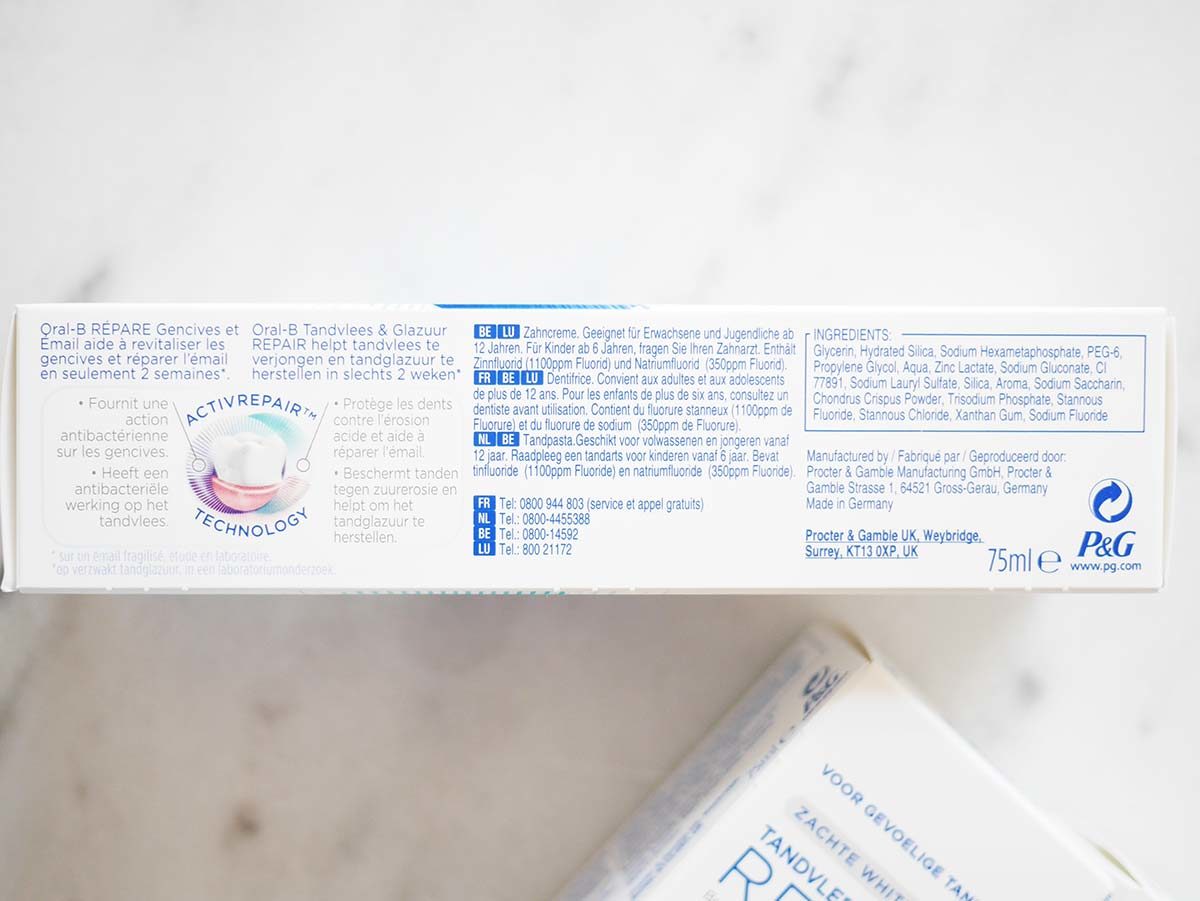 Oral-B RÉPARE Gencives et
Émail aide à revitaliser les
gencives et réparer l'émail
en seulement 2 semaines*.
Oral-B Tandvlees & Glazuur
REPAIR helpt tandvlees te
verjongen en tandglazuur te
herstellen in slechts 2 weken*
• Fournit une
action
antibactérienne
sur les gencives.
• Heeft een
antibacteriële
werking op het
tandvlees.
ACTIVREPAIR™
TECHNOLOGY
• Protège les dents
contre l'érosion
acide et aide à
réparer l'émail.
• Beschermt tanden
tegen zuurerosie en
helpt om het
tandglazuur te
herstellen.
* sur un émail fragilisé, étude en laboratoire.
*op verzwakt tandglazuur, in een laboratoriumonderzoek.
BE LU Zahncreme. Geeignet für Erwachsene und Jugendliche ab
12 Jahren. Für Kinder ab 6 Jahren, fragen Sie Ihren Zahnarzt. Enthält
Zinnfluorid (1100ppm Fluorid) und Natriumfluorid (350ppm Fluorid).
FR BE LU Dentifrice. Convient aux adultes et aux adolescents
de plus de 12 ans. Pour les enfants de plus de six ans, consultez un
dentiste avant utilisation. Contient du fluorure stanneux (1100ppm de
Fluorure) et du fluorure de sodium (350ppm de Fluorure).
NL BE Tandpasta.Geschikt voor volwassenen en jongeren vanaf
12 jaar. Raadpleeg een tandarts voor kinderen vanaf 6 jaar. Bevat
tinfluoride (1100ppm Fluoride) en natriumfluoride (350ppm Fluoride).
FR Tel: 0800 944 803 (service et appel gratuits)
NL Tel.: 0800-4455388
BE Tel.: 0800-14592
LU Tel.: 800 21172
INGREDIENTS:
Glycerin, Hydrated Silica, Sodium Hexametaphosphate, PEG-6,
Propylene Glycol, Aqua, Zinc Lactate, Sodium Gluconate, CI
77891, Sodium Lauryl Sulfate, Silica, Aroma, Sodium Saccharin,
Chondrus Crispus Powder, Trisodium Phosphate, Stannous
Fluoride, Stannous Chloride, Xanthan Gum, Sodium Fluoride
Manufactured by / Fabriqué par / Geproduceerd door:
Procter & Gamble Manufacturing GmbH, Procter &
Gamble Strasse 1, 64521 Gross-Gerau, Germany
Made in Germany
Procter & Gamble UK, Weybridge,
Surrey, KT13 0XP, UK
75ml e
P&G
www.pg.com
P&G
VOOR GEVOELIGE TAN
ZACHTE WHIT
TANDVLEE
RE